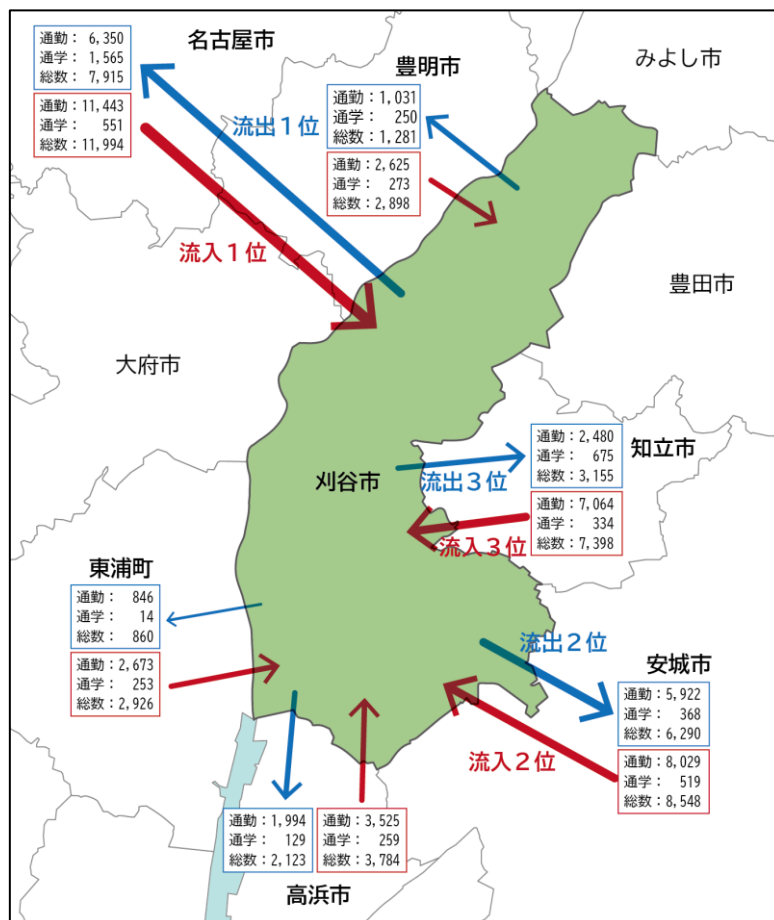 名古屋市
通勤： 6,350
通学： 1,565
総数： 7,915
通勤：11,443
通学： 551
総数：11,994
流出１位
流入１位
豊明市
通勤：1,031
通学： 250
総数：1,281
通勤：2,625
通学： 273
総数：2,898
みよし市
豊田市
大府市
刈谷市
知立市
通勤：2,480
通学： 675
総数：3,155
流出３位
通勤：7,064
通学： 334
総数：7,398
流入３位
東浦町
通勤： 846
通学： 14
総数： 860
通勤：2,673
通学： 253
総数：2,926
流出２位
安城市
通勤：5,922
通学： 368
総数：6,290
流入２位
通勤：8,029
通学： 519
総数：8,548
通勤：1,994
通学： 129
総数：2,123
通勤：3,525
通学： 259
総数：3,784
高浜市